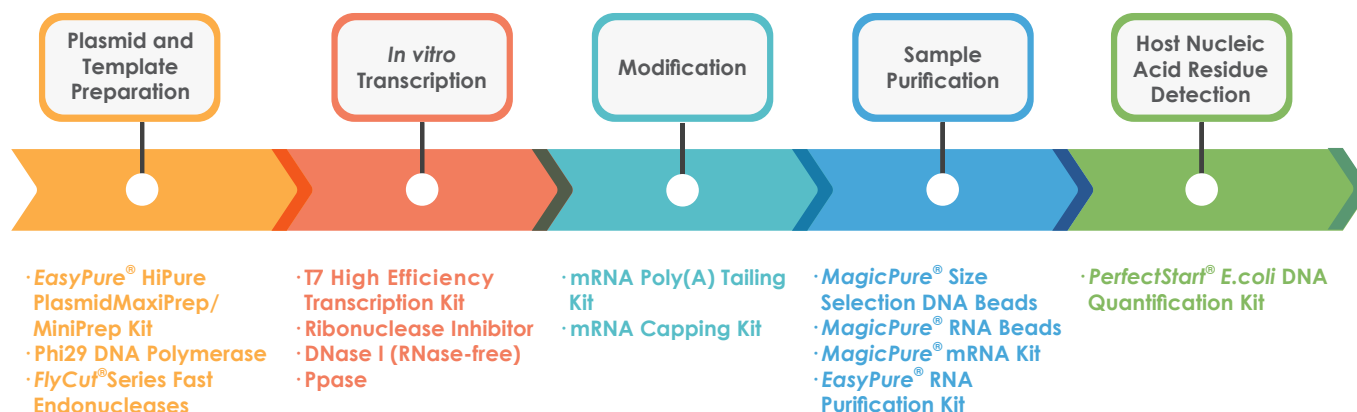 Plasmid and
Template
Preparation
In vitro
Transcription
Modification
Sample
Purification
Host Nucleic
Acid Residue
Detection
·EasyPure® HiPure
PlasmidMaxiPrep/
MiniPrep Kit
·Phi29 DNA Polymerase
·FlyCut®Series Fast
Endonucleases
·T7 High Efficiency
Transcription Kit
·Ribonuclease Inhibitor
·DNase I (RNase-free)
·Ppase
·mRNA Poly(A) Tailing
Kit
·mRNA Capping Kit
·MagicPure® Size
Selection DNA Beads
·MagicPure® RNA Beads
·MagicPure® mRNA Kit
·EasyPure® RNA
Purification Kit
·PerfectStart® E.coli DNA
Quantification Kit